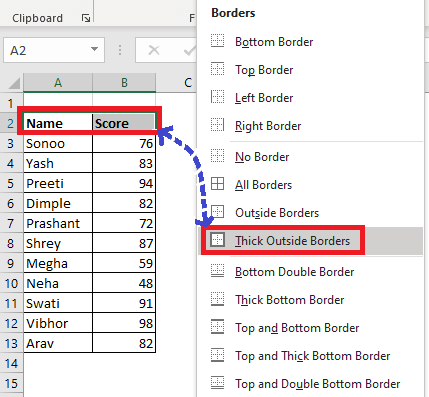 Clipboard
F
A2
A B C
1
2 Name Score
3 Sonoo 76
4 Yash 83
5 Preeti 94
6 Dimple 82
7 Prashant 72
8 Shrey 87
9 Megha 59
10 Neha 48
11 Swati 91
12 Vibhor 98
13 Arav 82
14
15
Borders
Bottom Border
Top Border
Left Border
Right Border
No Border
All Borders
Outside Borders
Thick Outside Borders
Bottom Double Border
Thick Bottom Border
Top and Bottom Border
Top and Thick Bottom Border
Top and Double Bottom Border